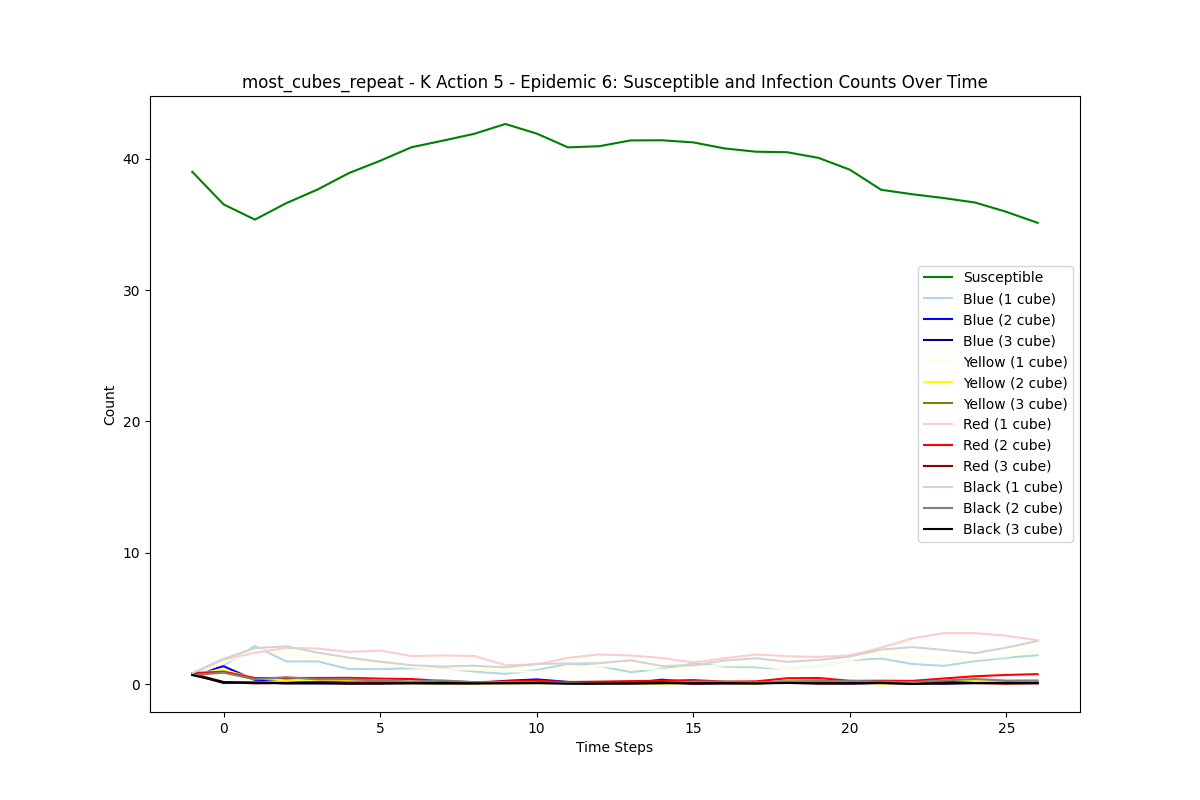 most_cubes_repeat - K Action 5 - Epidemic 6: Susceptible and Infection Counts Over Time
Count
40
30
20
10
0
Susceptible
Blue (1 cube)
Blue (2 cube)
Blue (3 cube)
Yellow (1 cube)
Yellow (2 cube)
Yellow (3 cube)
Red (1 cube)
Red (2 cube)
Red (3 cube)
Black (1 cube)
Black (2 cube)
Black (3 cube)
0 5 10 15 20 25
Time Steps